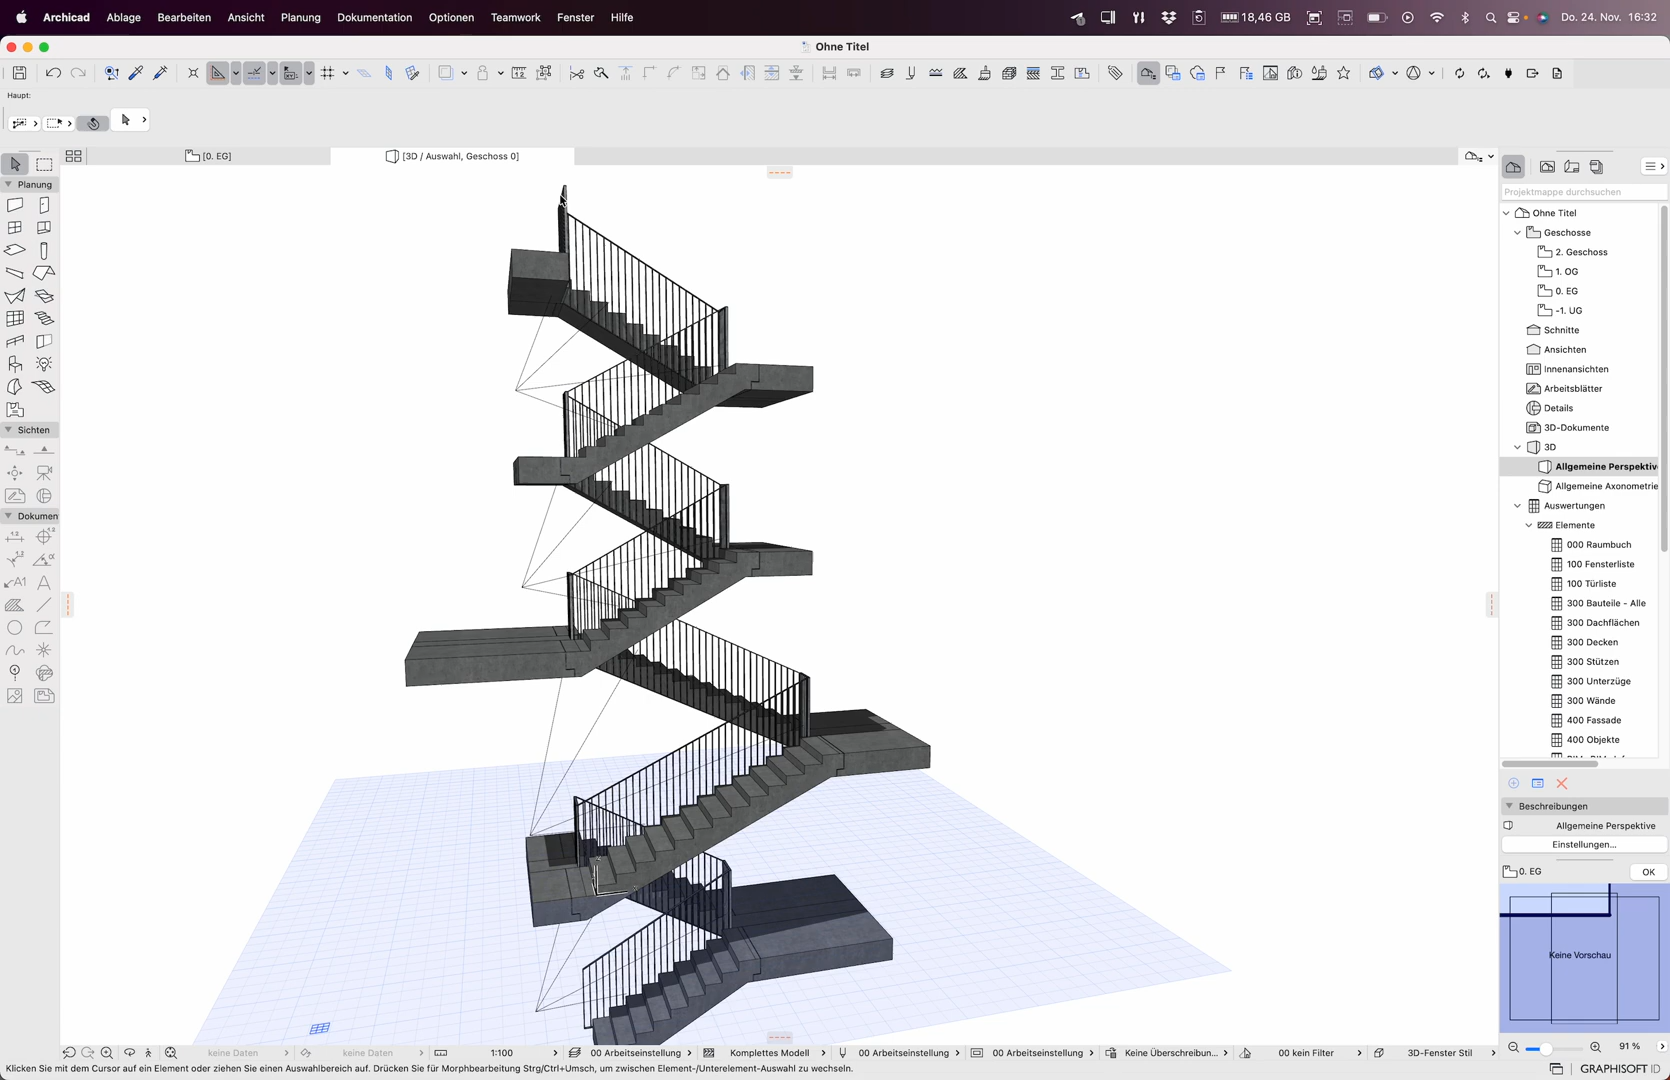 Archicad Ablage Bearbeiten Ansicht Planung Dokumentation Optionen Teamwork Fenster Hilfe 18,46 GB Do. 24. Nov. 16:32
Ohne Titel
Haupt:
[0. EG]
[3D / Auswahl, Geschoss 0]
Planung
Sichten
Dokumen
Projektmappe durchsuchen
Ohne Titel
Geschosse
2. Geschoss
1. OG
0. EG
-1. UG
Schnitte
Ansichten
Innenansichten
Arbeitsblätter
Details
3D-Dokumente
3D
Allgemeine Perspektiv
Allgemeine Axonometrie
Auswertungen
Elemente
000 Raumbuch
100 Fensterliste
100 Türliste
300 Bauteile - Alle
300 Dachflächen
300 Decken
300 Stützen
300 Unterzüge
300 Wände
400 Fassade
400 Objekte
Beschreibungen
Allgemeine Perspektive
Einstellungen...
0. EG OK
Keine Vorschau
keine Daten keine Daten 1:100 00 Arbeitseinstellung Komplettes Modell 00 Arbeitseinstellung 00 Arbeitseinstellung Keine Überschreibun... 00 kein Filter 3D-Fenster Stil 91 %
Klicken Sie mit dem Cursor auf ein Element oder ziehen Sie einen Auswahlbereich auf. Drücken Sie für Morphbearbeitung Strg/Ctrl+Umsch, um zwischen Element-/Unterelement-Auswahl zu wechseln.
GRAPHISOFT ID